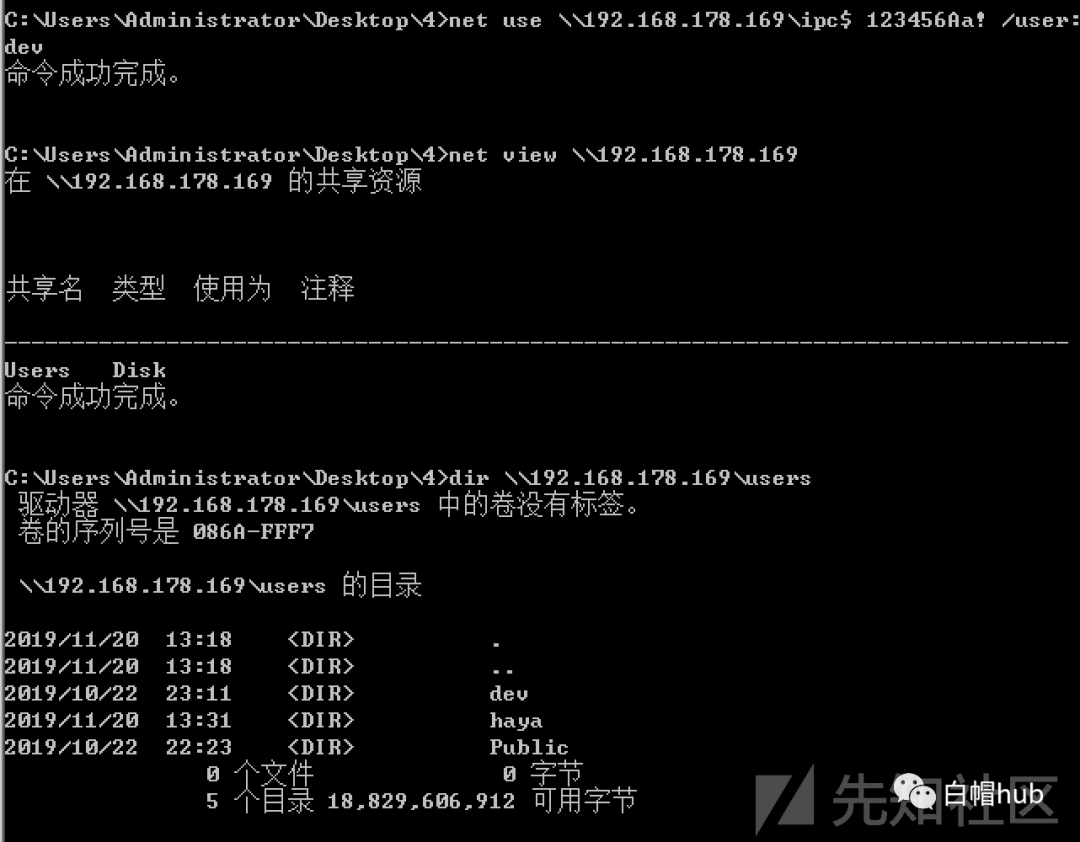 C:\Users\Administrator\Desktop\4>net use \\192.168.178.169\ipc$ 123456Aa! /user:
dev
命令成功完成。
C:\Users\Administrator\Desktop\4>net view \\192.168.178.169
在 \\192.168.178.169 的共享资源
共享名 类型 使用为 注释
-------------------------------------------------------------------------------
Users Disk
命令成功完成。
C:\Users\Administrator\Desktop\4>dir \\192.168.178.169\users
驱动器 \\192.168.178.169\users 中的卷没有标签。
卷的序列号是 086A-FFF7
\\192.168.178.169\users 的目录
2019/11/20 13:18 <DIR> .
2019/11/20 13:18 <DIR> ..
2019/10/22 23:11 <DIR> dev
2019/11/20 13:31 <DIR> haya
2019/10/22 22:23 <DIR> Public
0 个文件 0 字节
5 个目录 18,829,606,912 可用字节
先知社区
白帽hub